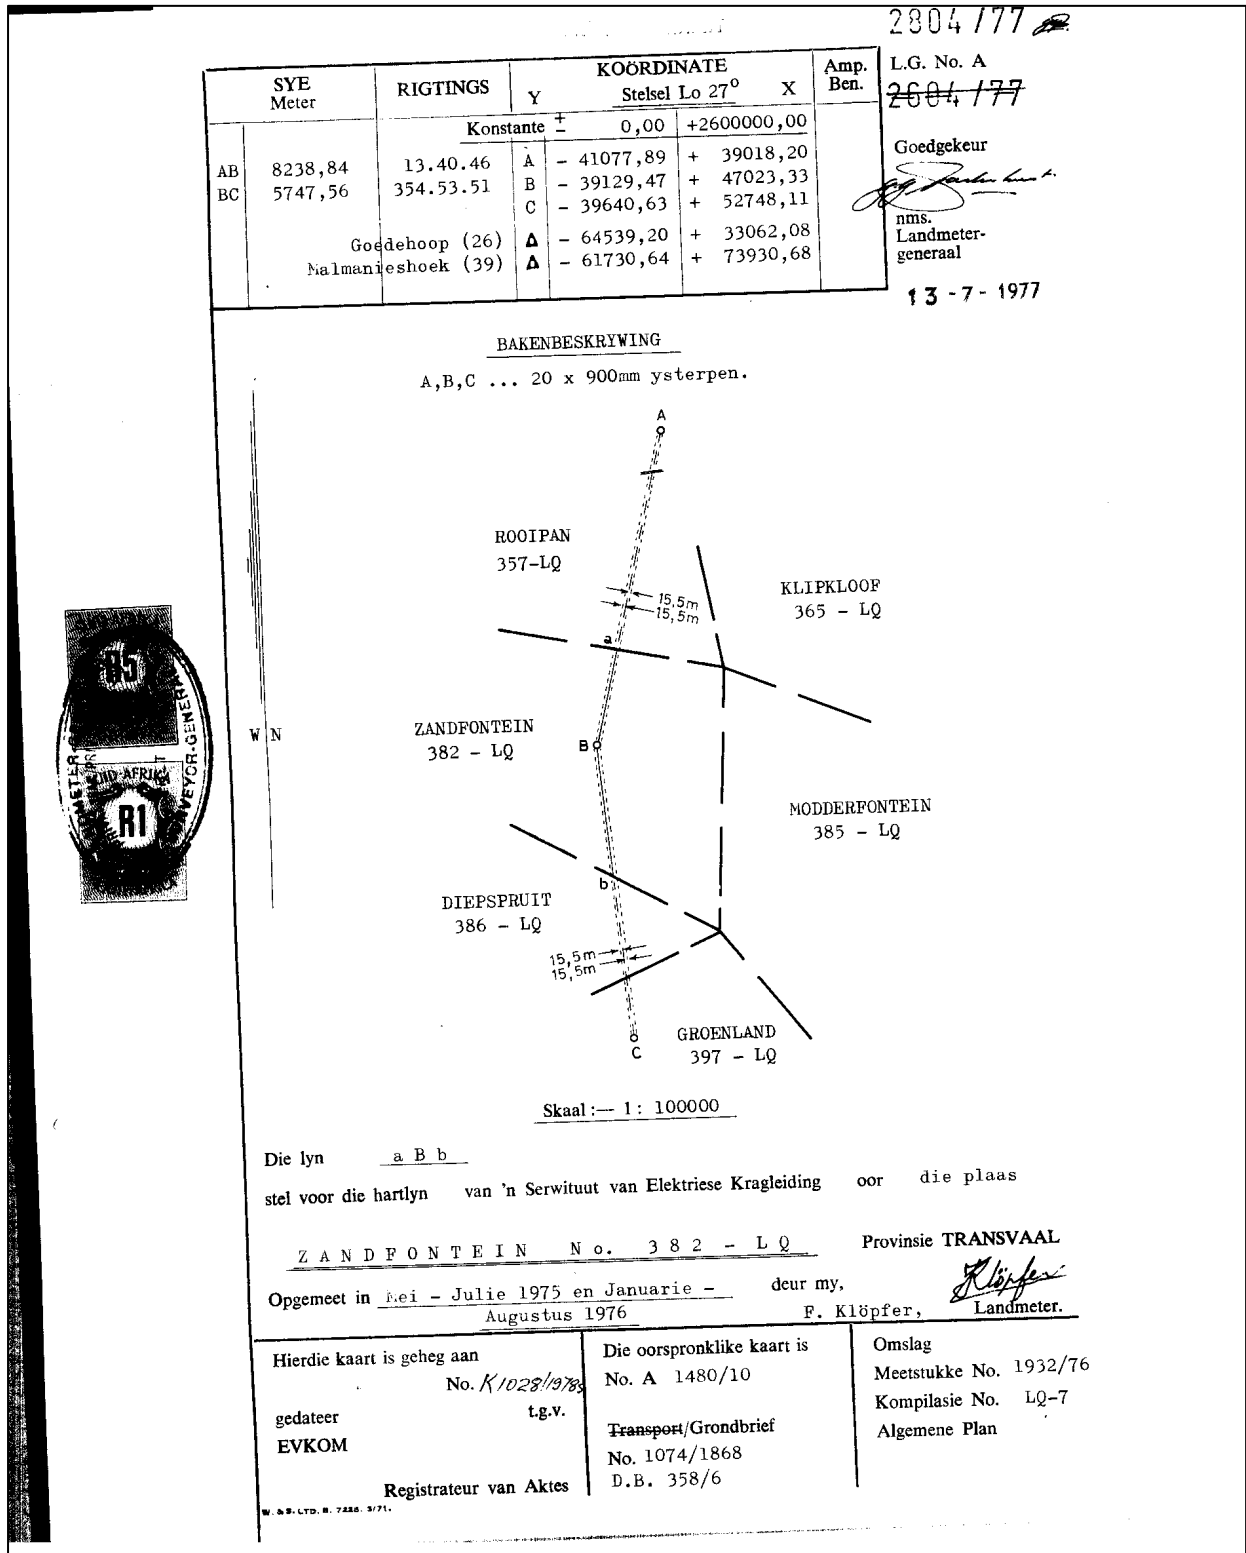 2804/77
L.G. No. A
2604/77
SYE RIGTINGS KOÖRDINATE Amp.
Meter Y Stelsel Lo 27° X Ben.
Konstante ± 0,00 +2600000,00
AB 8238,84 13.40.46 A - 41077,89 + 39018,20
BC 5747,56 354.53.51 B - 39129,47 + 47023,33
C - 39640,63 + 52748,11
Goedehoop (26) Δ - 64539,20 + 33062,08
Malmanieshoek (39) Δ - 61730,64 + 73930,68
Goedgekeur
nms.
Landmeter-
generaal
13-7-1977
BAKENBESKRYWING
A,B,C ... 20 x 900mm ysterpen.
A
ROOIPAN
357-LQ
KLIPKLOOF
365 - LQ
15,5m
15,5m
a
ZANDFONTEIN
382 - LQ
W N
B
MODDERFONTEIN
385 - LQ
b
DIEPSPRUIT
386 - LQ
15,5m
15,5m
C
GROENLAND
397 - LQ
R5
R1
Skaal :— 1 : 100000
Die lyn a B b
stel voor die hartlyn van 'n Serwituut van Elektriese Kragleiding oor die plaas
ZANDFONTEIN No. 382 - LQ Provinsie TRANSVAAL
Opgemeet in Mei - Julie 1975 en Januarie - deur my, Klöpfer
Augustus 1976 F. Klöpfer, Landmeter.
Hierdie kaart is geheg aan
No. K1028/1978s
gedateer t.g.v.
EVKOM
Registrateur van Aktes
Die oorspronklike kaart is
No. A 1480/10
Transport/Grondbrief
No. 1074/1868
D.B. 358/6
Omslag
Meetstukke No. 1932/76
Kompilasie No. LQ-7
Algemene Plan
W. & S. LTD. B. 7228. 3/71.